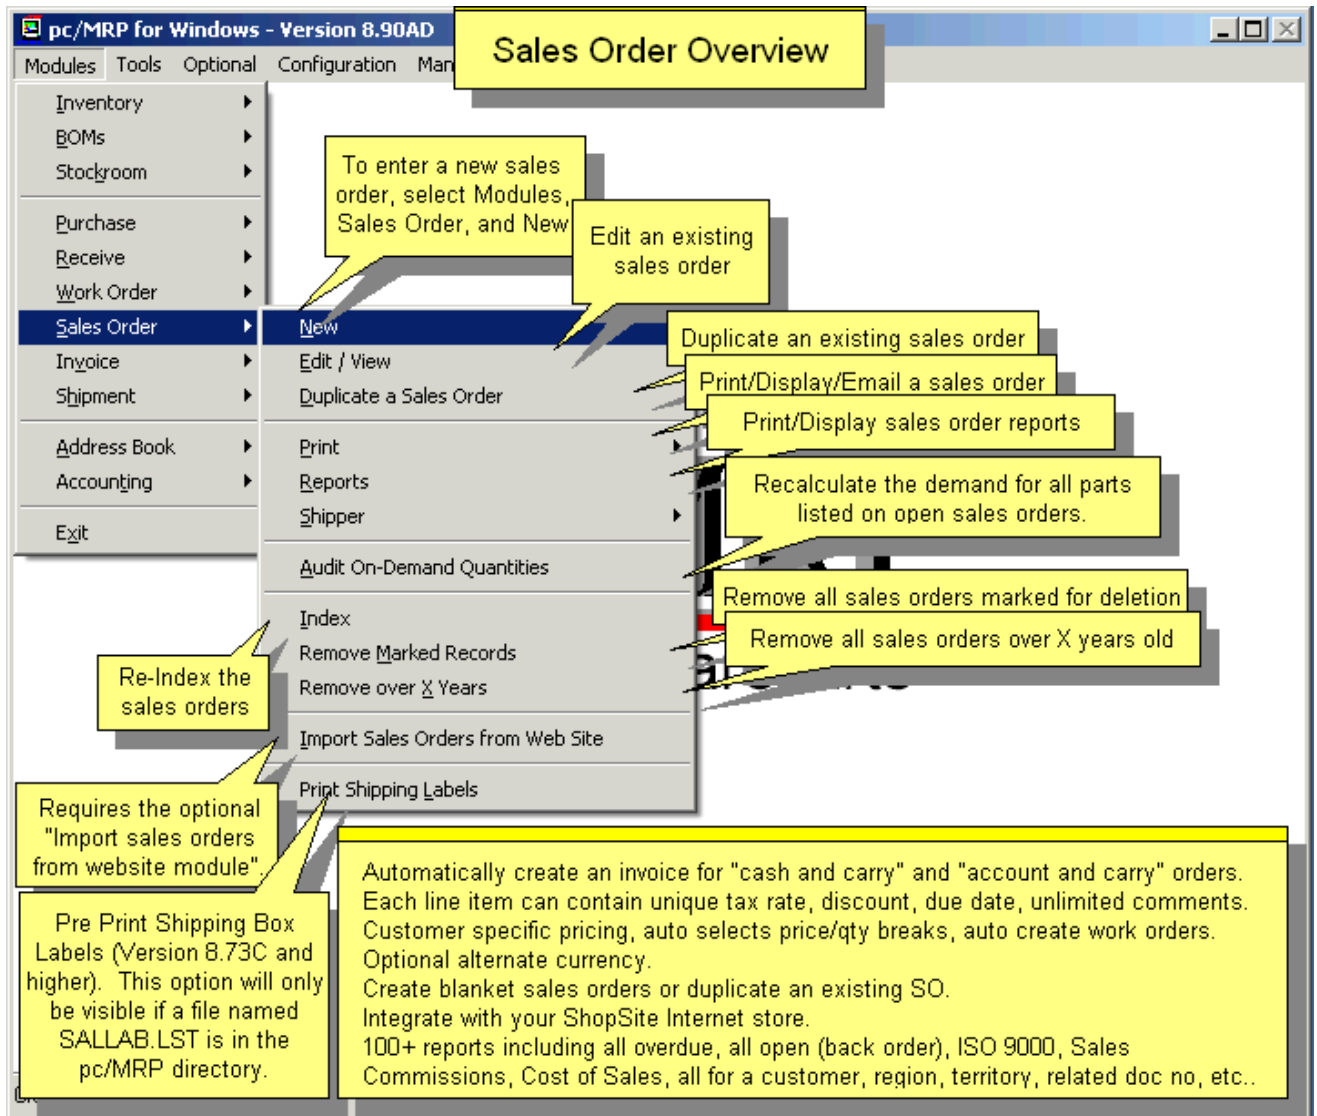 pc/MRP for Windows - Version 8.90AD
Sales Order Overview
Modules Tools Optional Configuration Man
Inventory
BOMs
Stockroom
Purchase
Receive
Work Order
Sales Order
Invoice
Shipment
Address Book
Accounting
Exit
To enter a new sales
order, select Modules,
Sales Order, and New
Edit an existing
sales order
New
Edit / View
Duplicate a Sales Order
Print
Reports
Shipper
Audit On-Demand Quantities
Index
Remove Marked Records
Remove over X Years
Import Sales Orders from Web Site
Print Shipping Labels
Duplicate an existing sales order
Print/Display/Email a sales order
Print/Display sales order reports
Recalculate the demand for all parts
listed on open sales orders.
Remove all sales orders marked for deletion
Remove all sales orders over X years old
Re-Index the
sales orders
Requires the optional
"Import sales orders
from website module".
Pre Print Shipping Box
Labels (Version 8.73C and
higher). This option will only
be visible if a file named
SALLAB.LST is in the
pc/MRP directory.
Automatically create an invoice for "cash and carry" and "account and carry" orders.
Each line item can contain unique tax rate, discount, due date, unlimited comments.
Customer specific pricing, auto selects price/qty breaks, auto create work orders.
Optional alternate currency.
Create blanket sales orders or duplicate an existing SO.
Integrate with your ShopSite Internet store.
100+ reports including all overdue, all open (back order), ISO 9000, Sales
Commissions, Cost of Sales, all for a customer, region, territory, related doc no, etc..